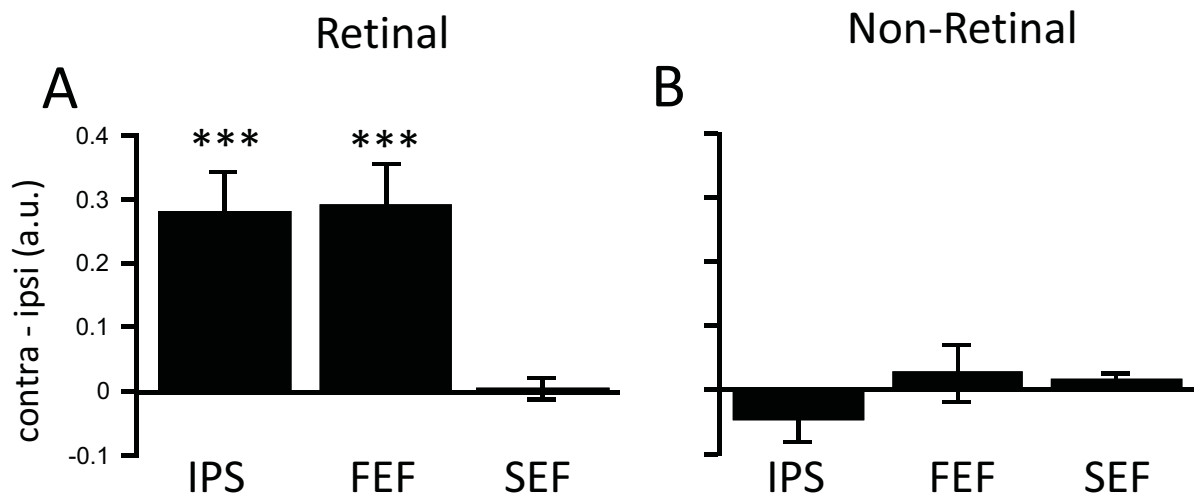 Retinal
Non-Retinal
A
B
contra - ipsi (a.u.)
0.4
0.3
0.2
0.1
0
-0.1
***
***
IPS
FEF
SEF
IPS
FEF
SEF